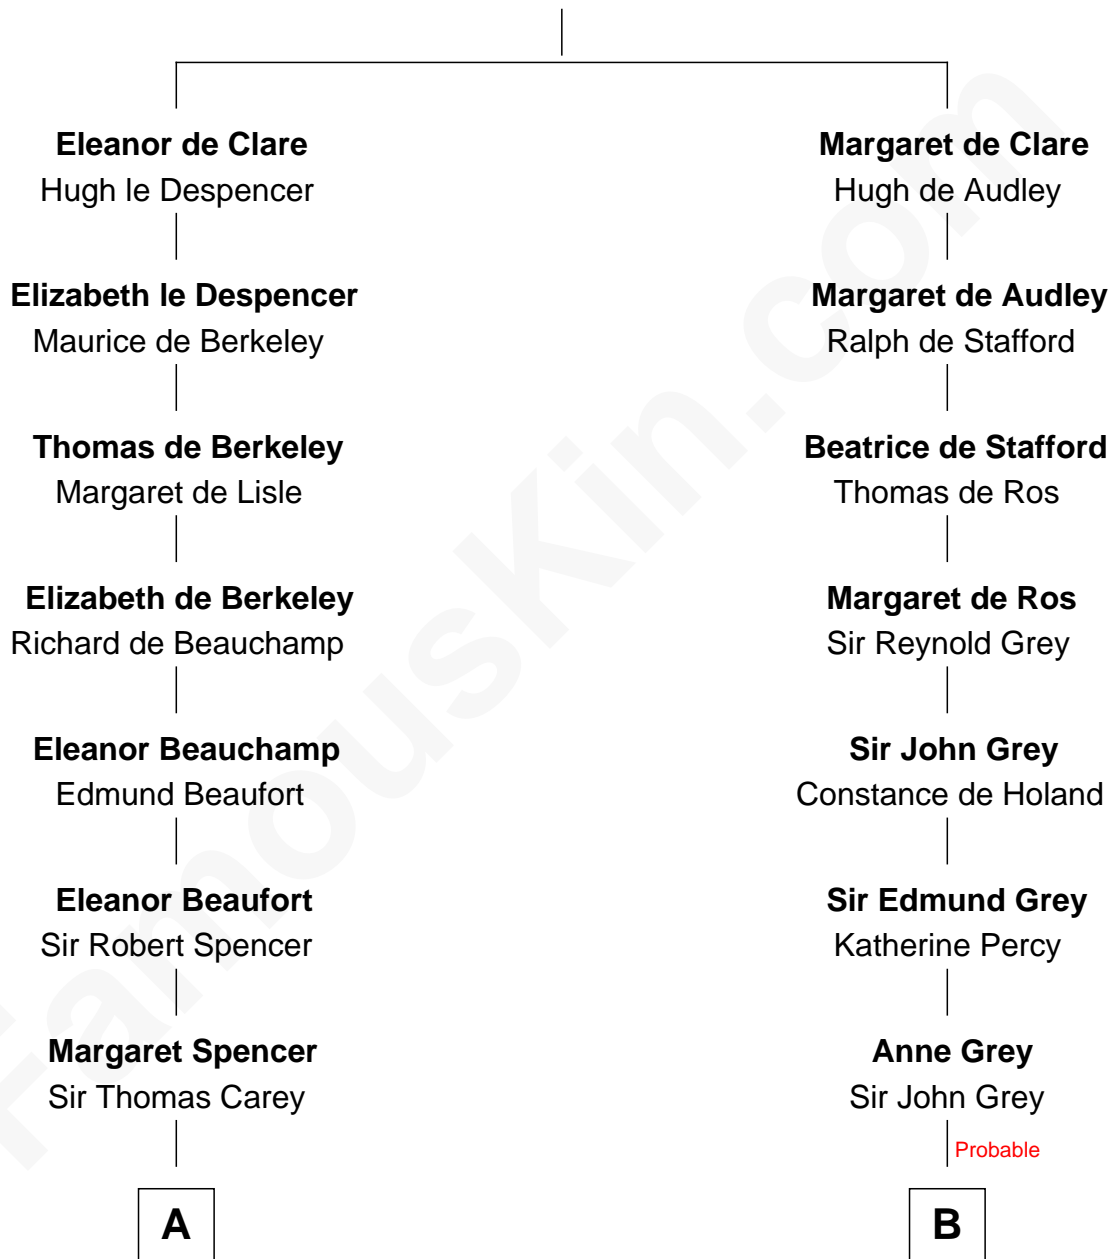 Eleanor de Clare
Hugh le Despencer
Elizabeth le Despencer
Maurice de Berkeley
Thomas de Berkeley
Margaret de Lisle
Elizabeth de Berkeley
Richard de Beauchamp
Eleanor Beauchamp
Edmund Beaufort
Eleanor Beaufort
Sir Robert Spencer
Margaret Spencer
Sir Thomas Carey
A
Margaret de Clare
Hugh de Audley
Margaret de Audley
Ralph de Stafford
Beatrice de Stafford
Thomas de Ros
Margaret de Ros
Sir Reynold Grey
Sir John Grey
Constance de Holand
Sir Edmund Grey
Katherine Percy
Anne Grey
Sir John Grey
Probable
B
FamousKin.com